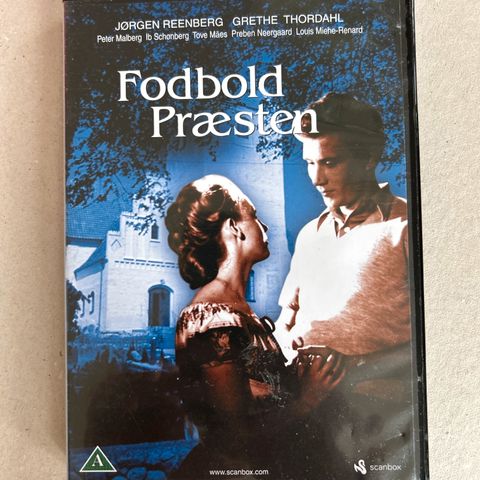 JØRGEN REENBERG GRETHE THORDAHL
Peter Malberg Ib Schønberg Tove Mäes Preben Neergaard Louis Miehe-Renard
Fodbold
Præsten
A
www.scanbox.com
scanbox